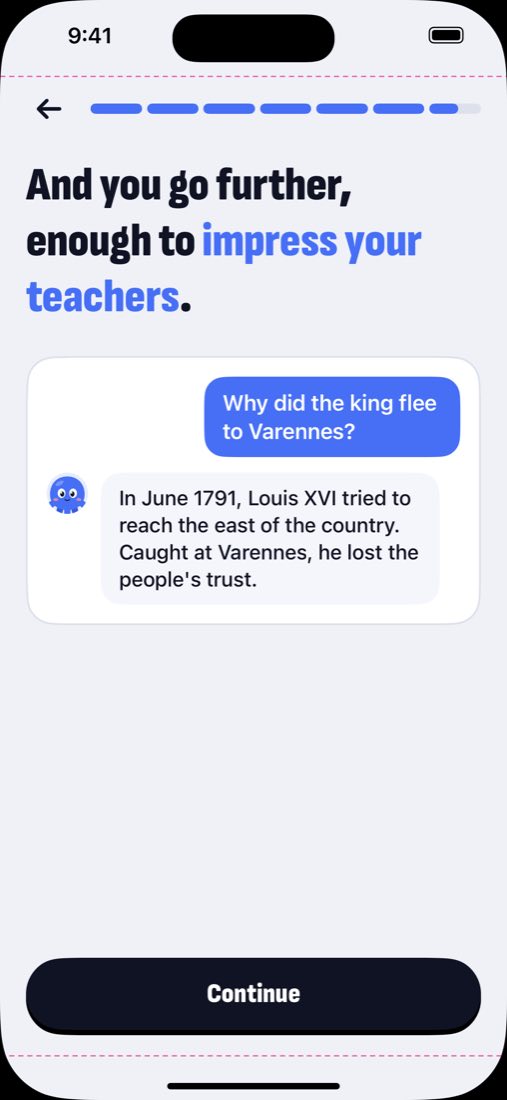 9:41
And you go further,
enough to impress your
teachers.
Why did the king flee
to Varennes?
In June 1791, Louis XVI tried to
reach the east of the country.
Caught at Varennes, he lost the
people's trust.
Continue